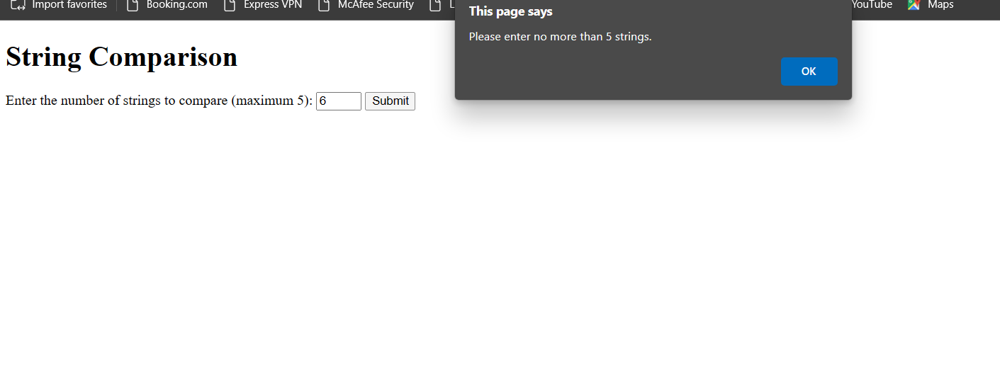 Import favorites Booking.com Express VPN McAfee Security L YouTube Maps
This page says
Please enter no more than 5 strings.
OK
String Comparison
Enter the number of strings to compare (maximum 5): 6 Submit